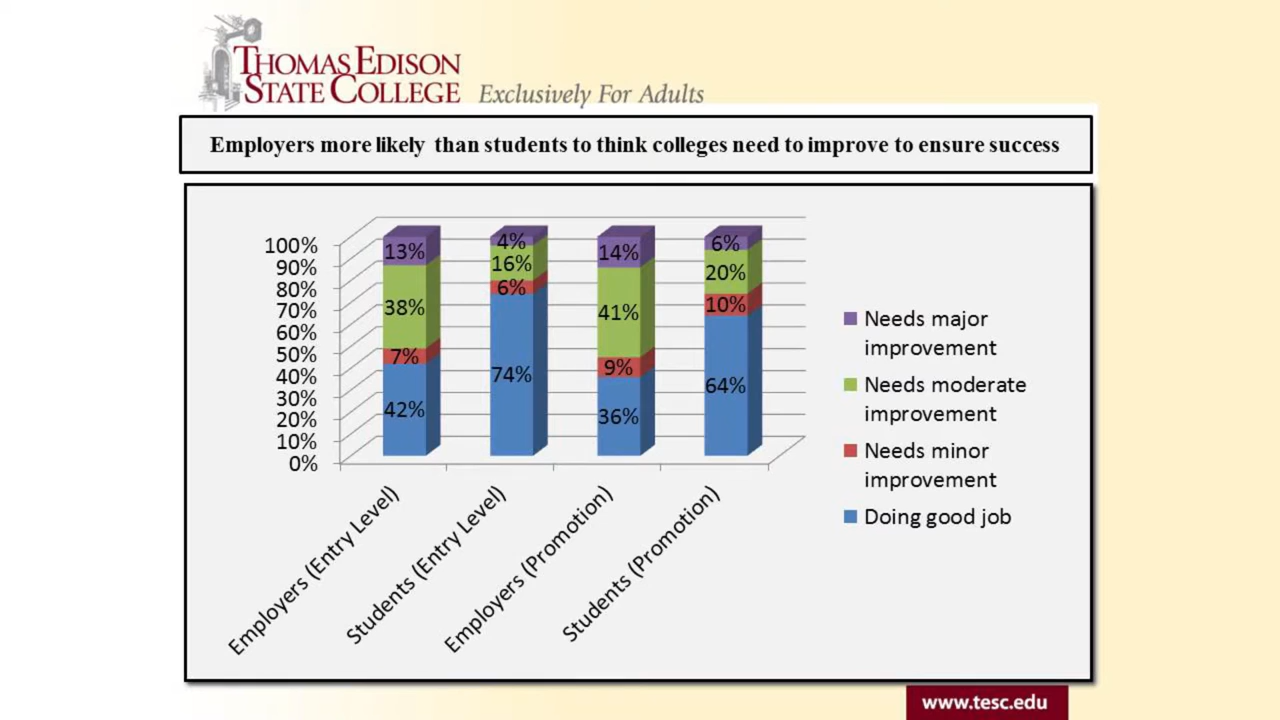 THOMAS EDISON
STATE COLLEGE Exclusively For Adults
Employers more likely than students to think colleges need to improve to ensure success
100%
90%
80%
70%
60%
50%
40%
30%
20%
10%
0%
13%
38%
7%
42%
4%
16%
6%
74%
14%
41%
9%
36%
6%
20%
10%
64%
Employers (Entry Level)
Students (Entry Level)
Employers (Promotion)
Students (Promotion)
Needs major
improvement
Needs moderate
improvement
Needs minor
improvement
Doing good job
www.tesc.edu